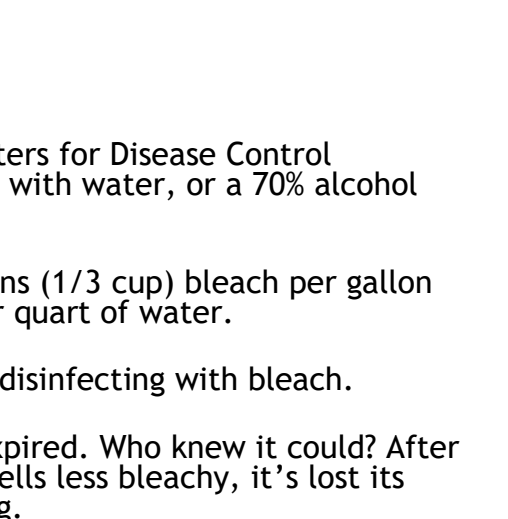 ters for Disease Control
with water, or a 70% alcohol
ns (1/3 cup) bleach per gallon
r quart of water.
disinfecting with bleach.
xpired. Who knew it could? After
ells less bleachy, it’s lost its
g.